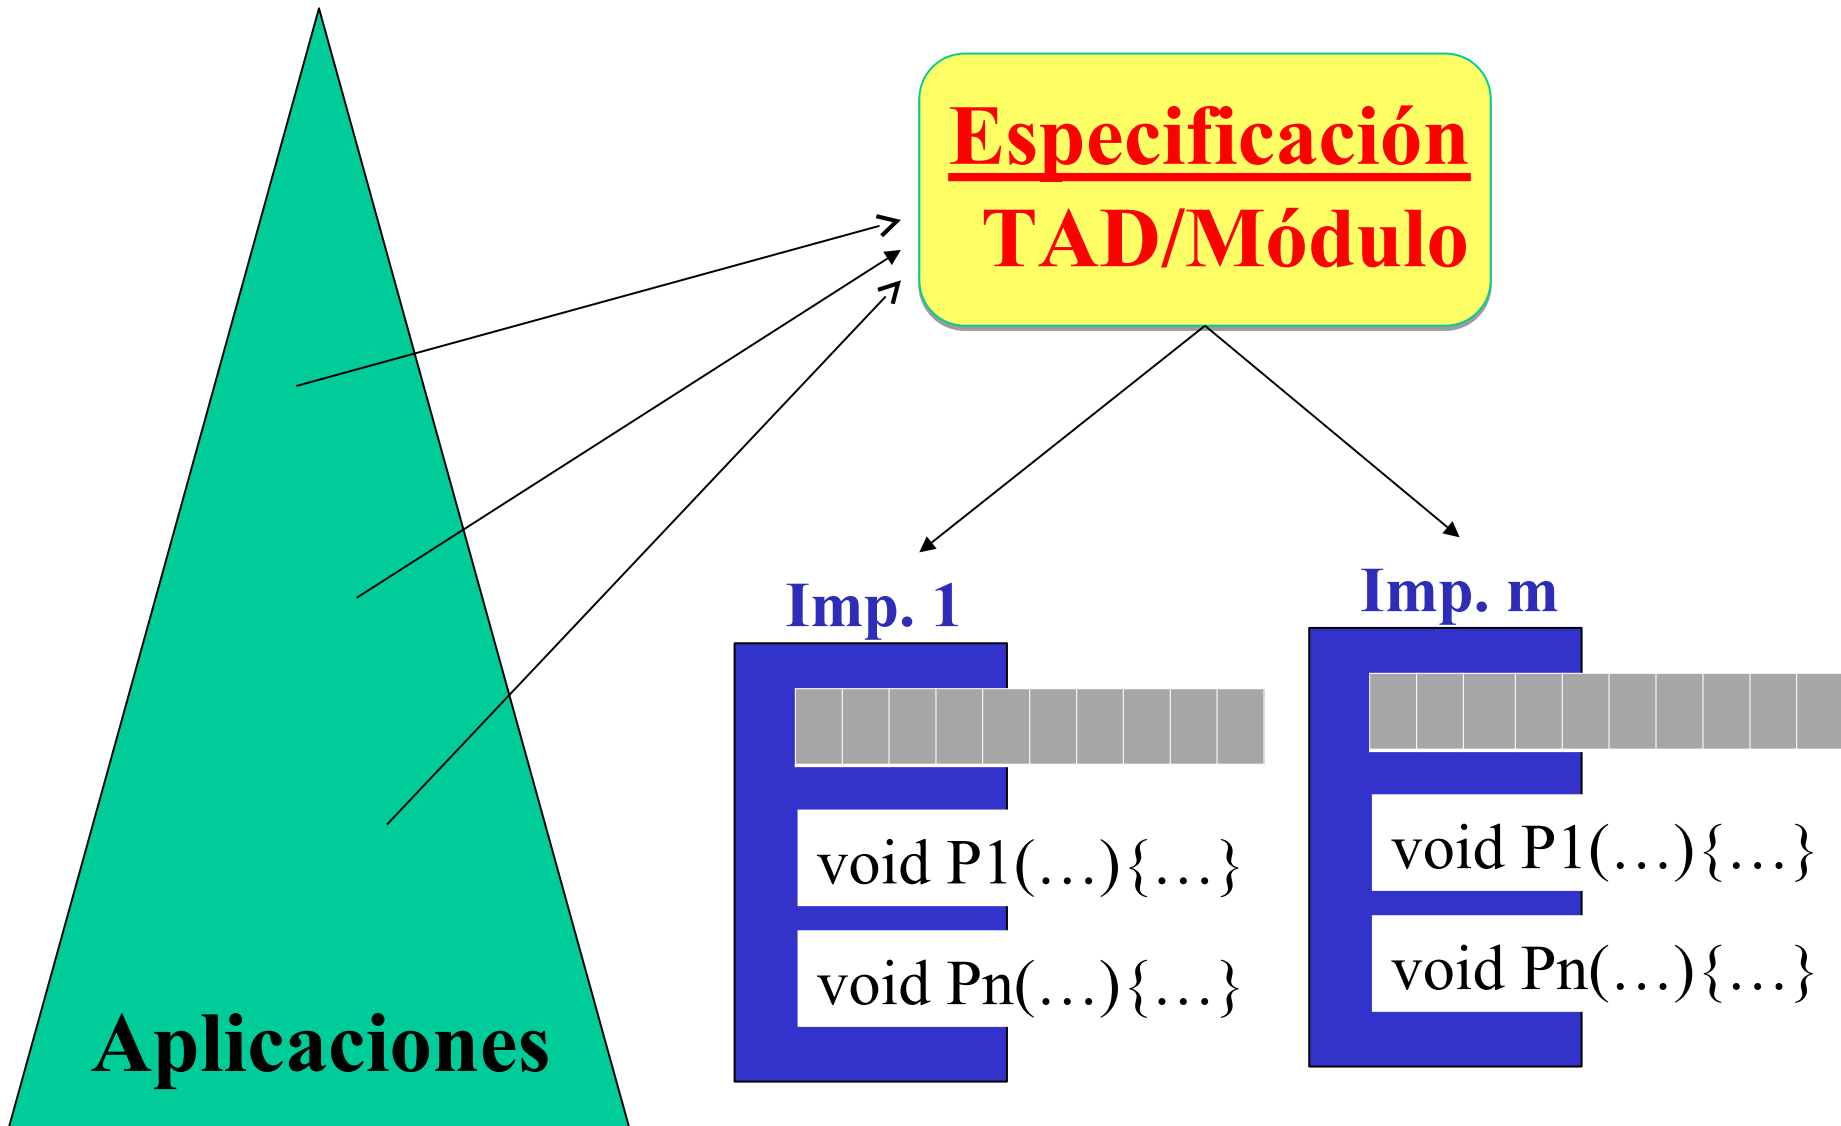 Especificación
TAD/Módulo
Imp. 1
Imp. m
void P1(…){…}
void Pn(…){…}
void P1(…){…}
void Pn(…){…}
Aplicaciones